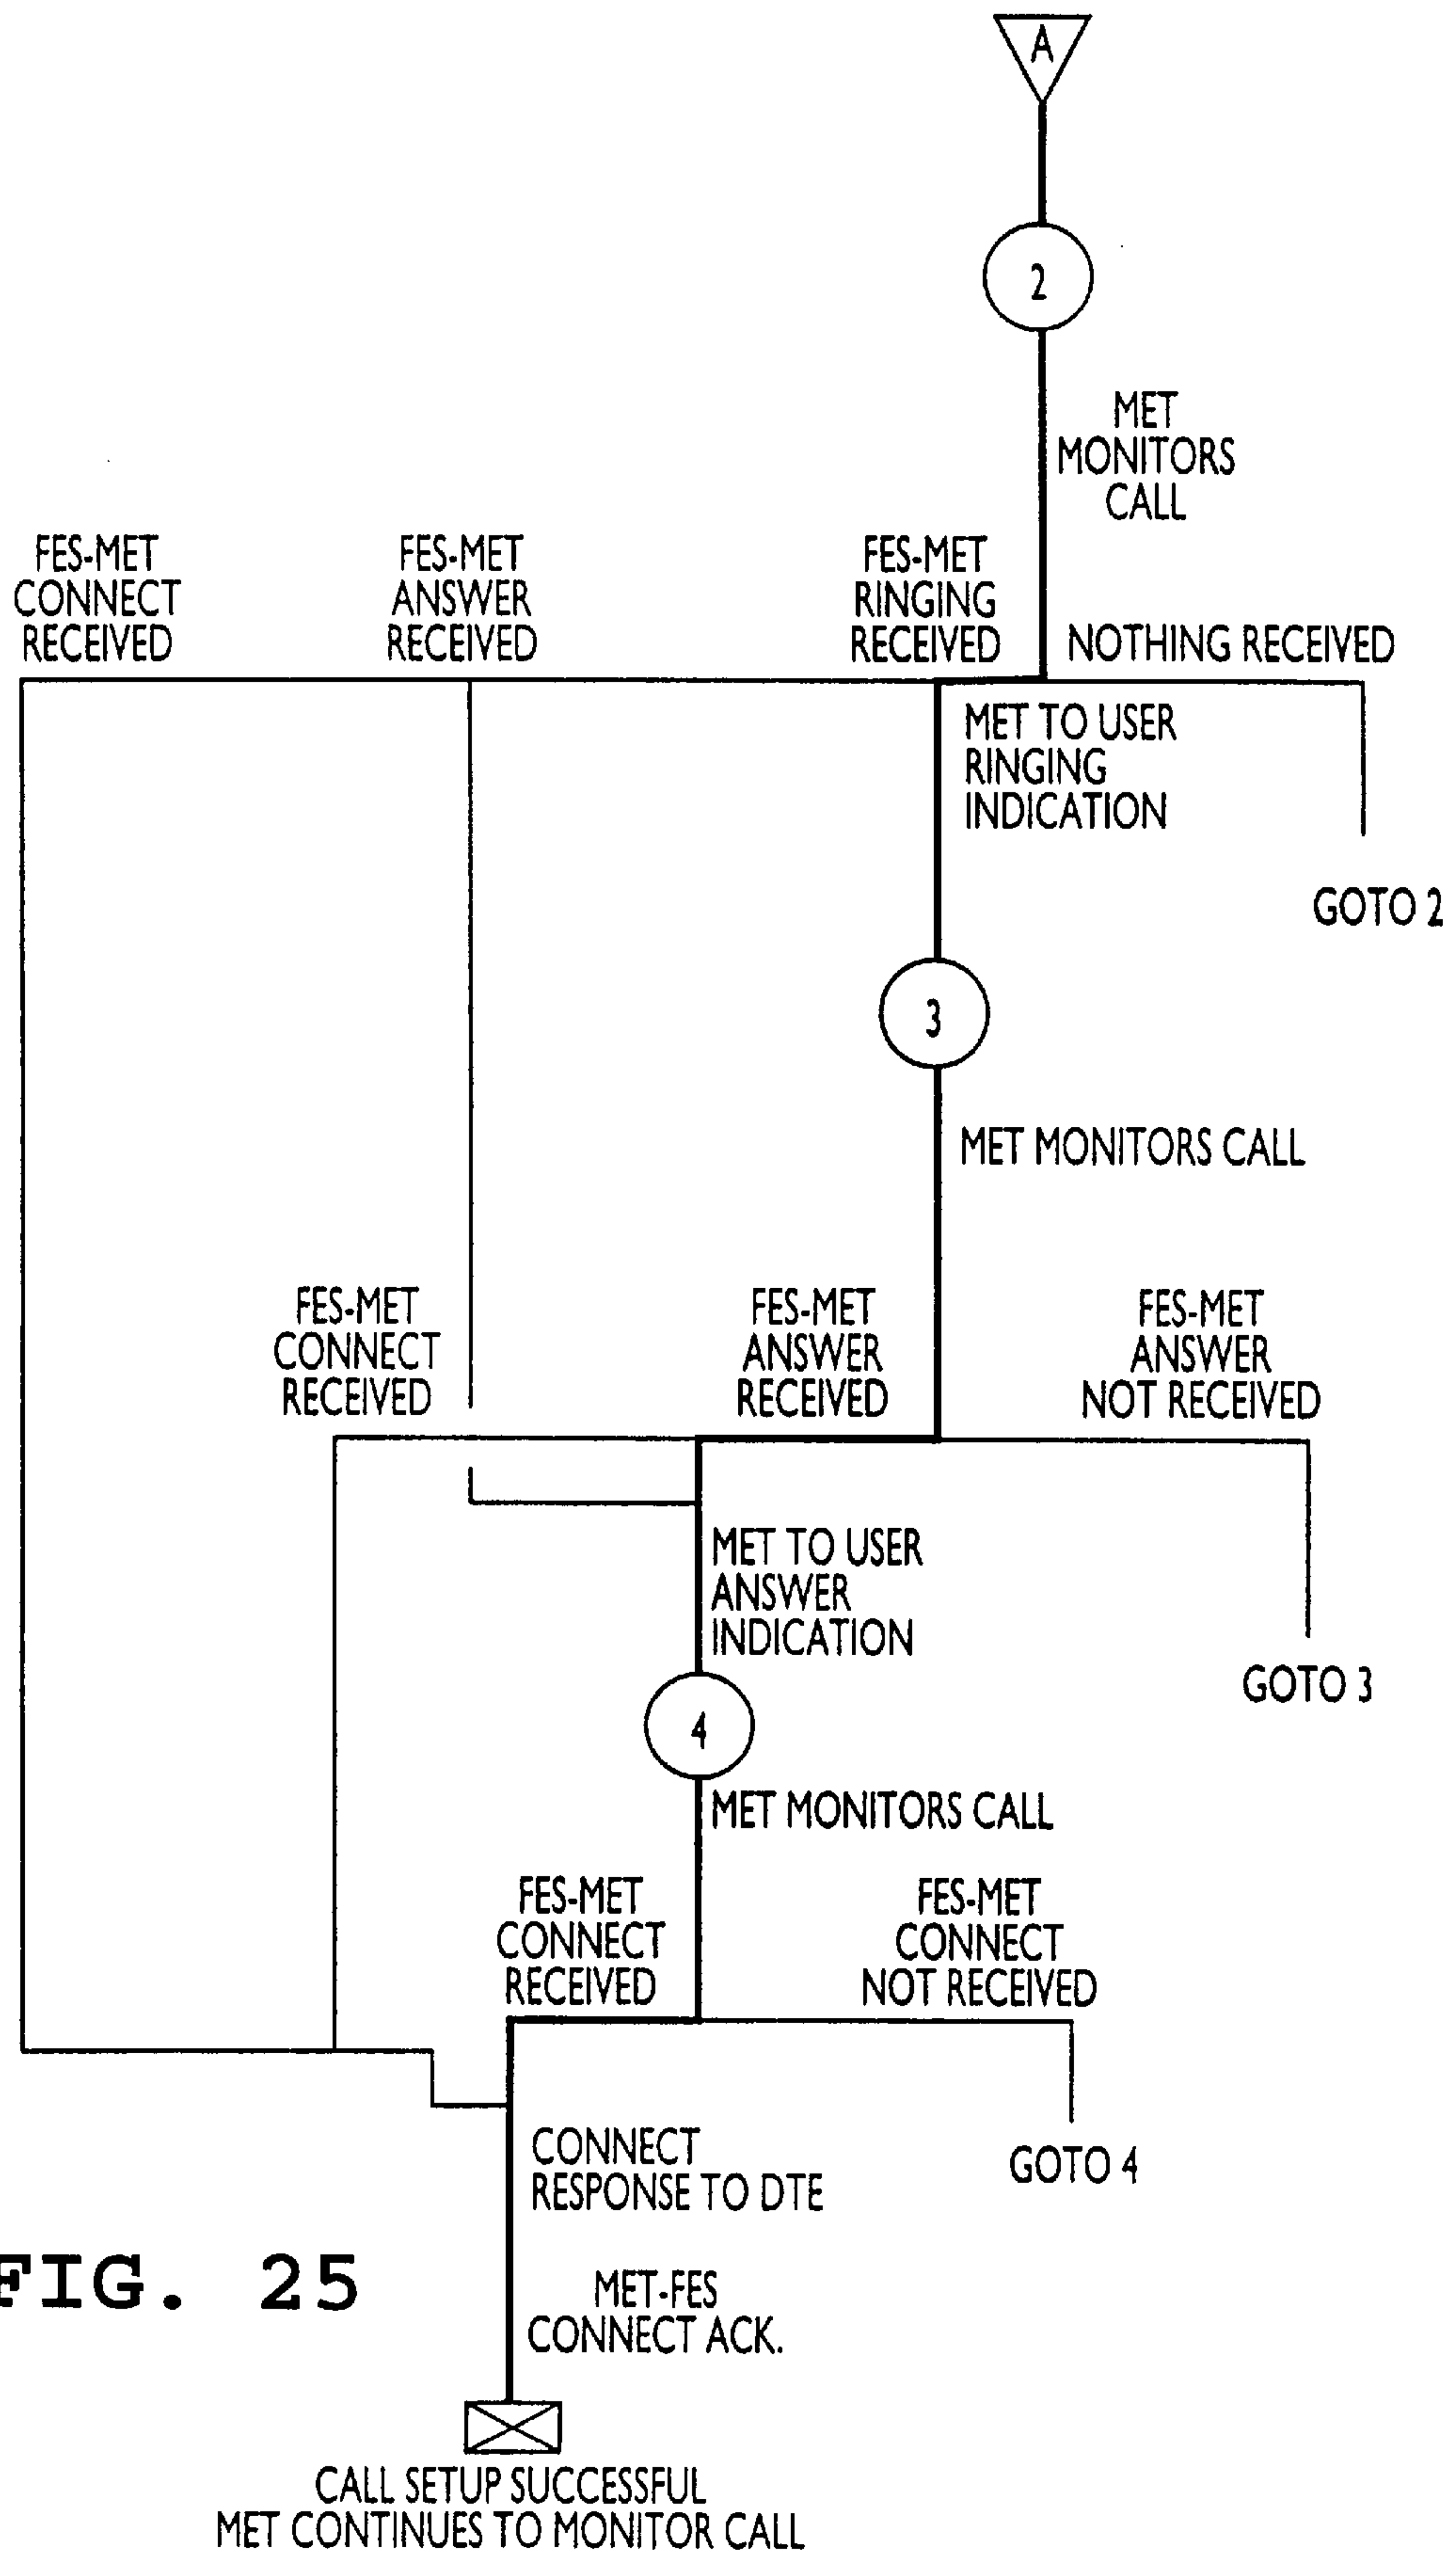 A
2
MET
MONITORS
CALL
FES-MET
CONNECT
RECEIVED
FES-MET
ANSWER
RECEIVED
FES-MET
RINGING
RECEIVED
NOTHING RECEIVED
MET TO USER
RINGING
INDICATION
GOTO 2
3
MET MONITORS CALL
FES-MET
CONNECT
RECEIVED
FES-MET
ANSWER
RECEIVED
FES-MET
ANSWER
NOT RECEIVED
MET TO USER
ANSWER
INDICATION
GOTO 3
4
MET MONITORS CALL
FES-MET
CONNECT
RECEIVED
FES-MET
CONNECT
NOT RECEIVED
CONNECT
RESPONSE TO DTE
GOTO 4
FIG. 25
MET-FES
CONNECT ACK.
CALL SETUP SUCCESSFUL
MET CONTINUES TO MONITOR CALL